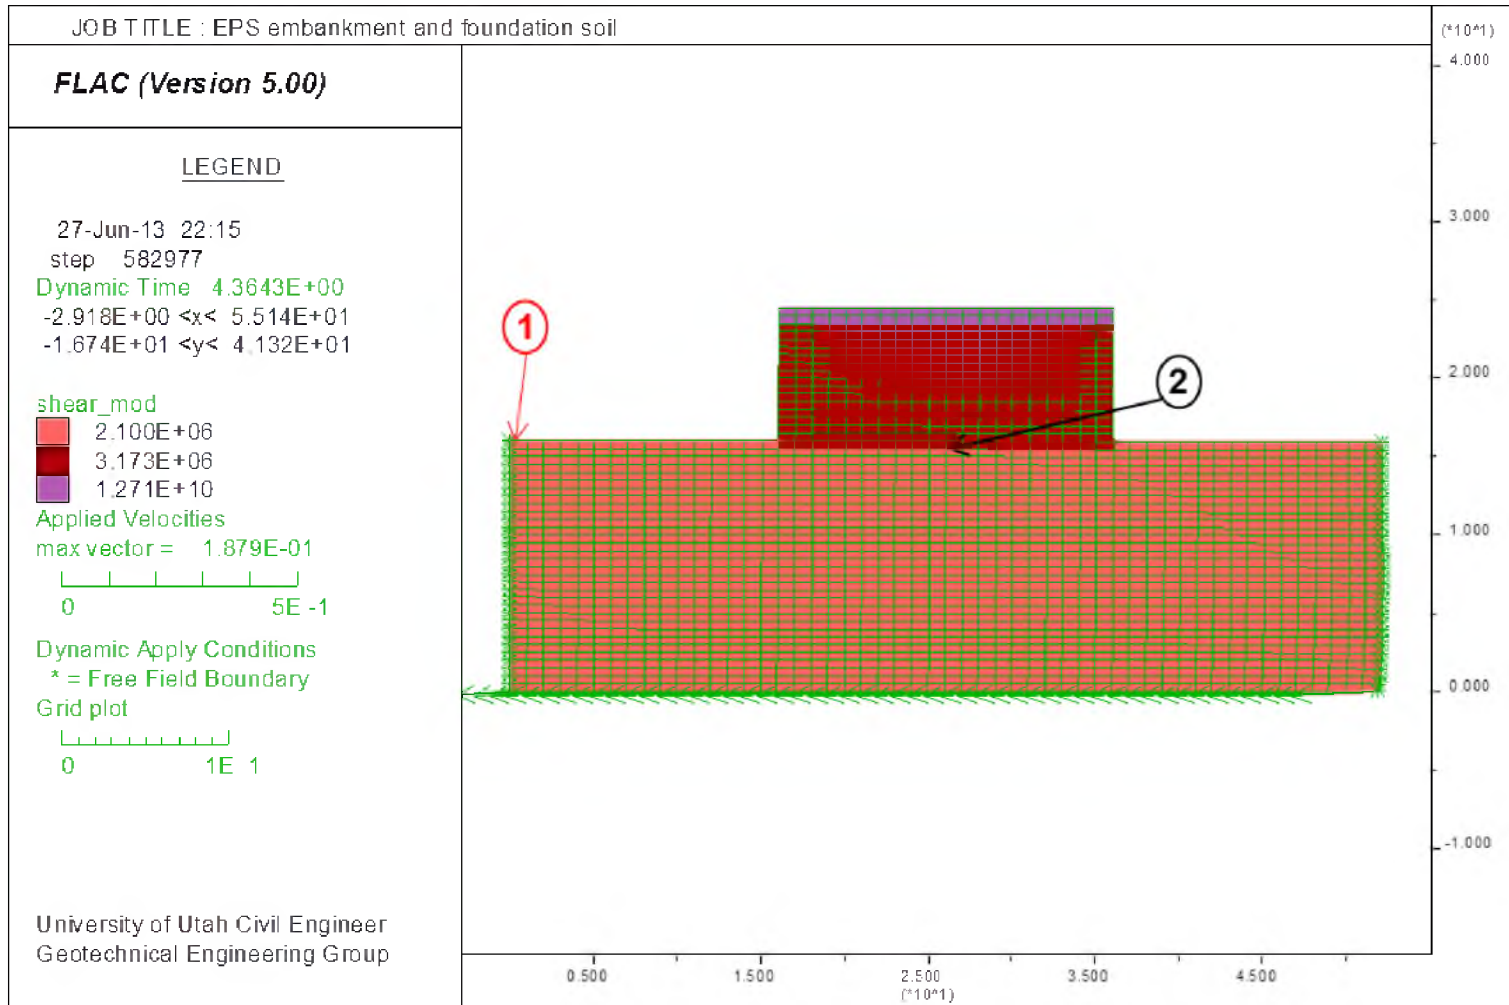 JOB TITLE : EPS embankment and foundation soil
(*10^1)
FLAC (Version 5.00)
LEGEND
27-Jun-13 22:15
step 582977
Dynamic Time 4.3643E+00
-2.918E+00 <x< 5.514E+01
-1.674E+01 <y< 4.132E+01
shear_mod
2.100E+06
3.173E+06
1.271E+10
Applied Velocities
max vector = 1.879E-01
0 5E -1
Dynamic Apply Conditions
* = Free Field Boundary
Grid plot
0 1E 1
University of Utah Civil Engineer
Geotechnical Engineering Group
1
2
4.000
3.000
2.000
1.000
0.000
-1.000
0.500 1.500 2.500 3.500 4.500
(*10^1)